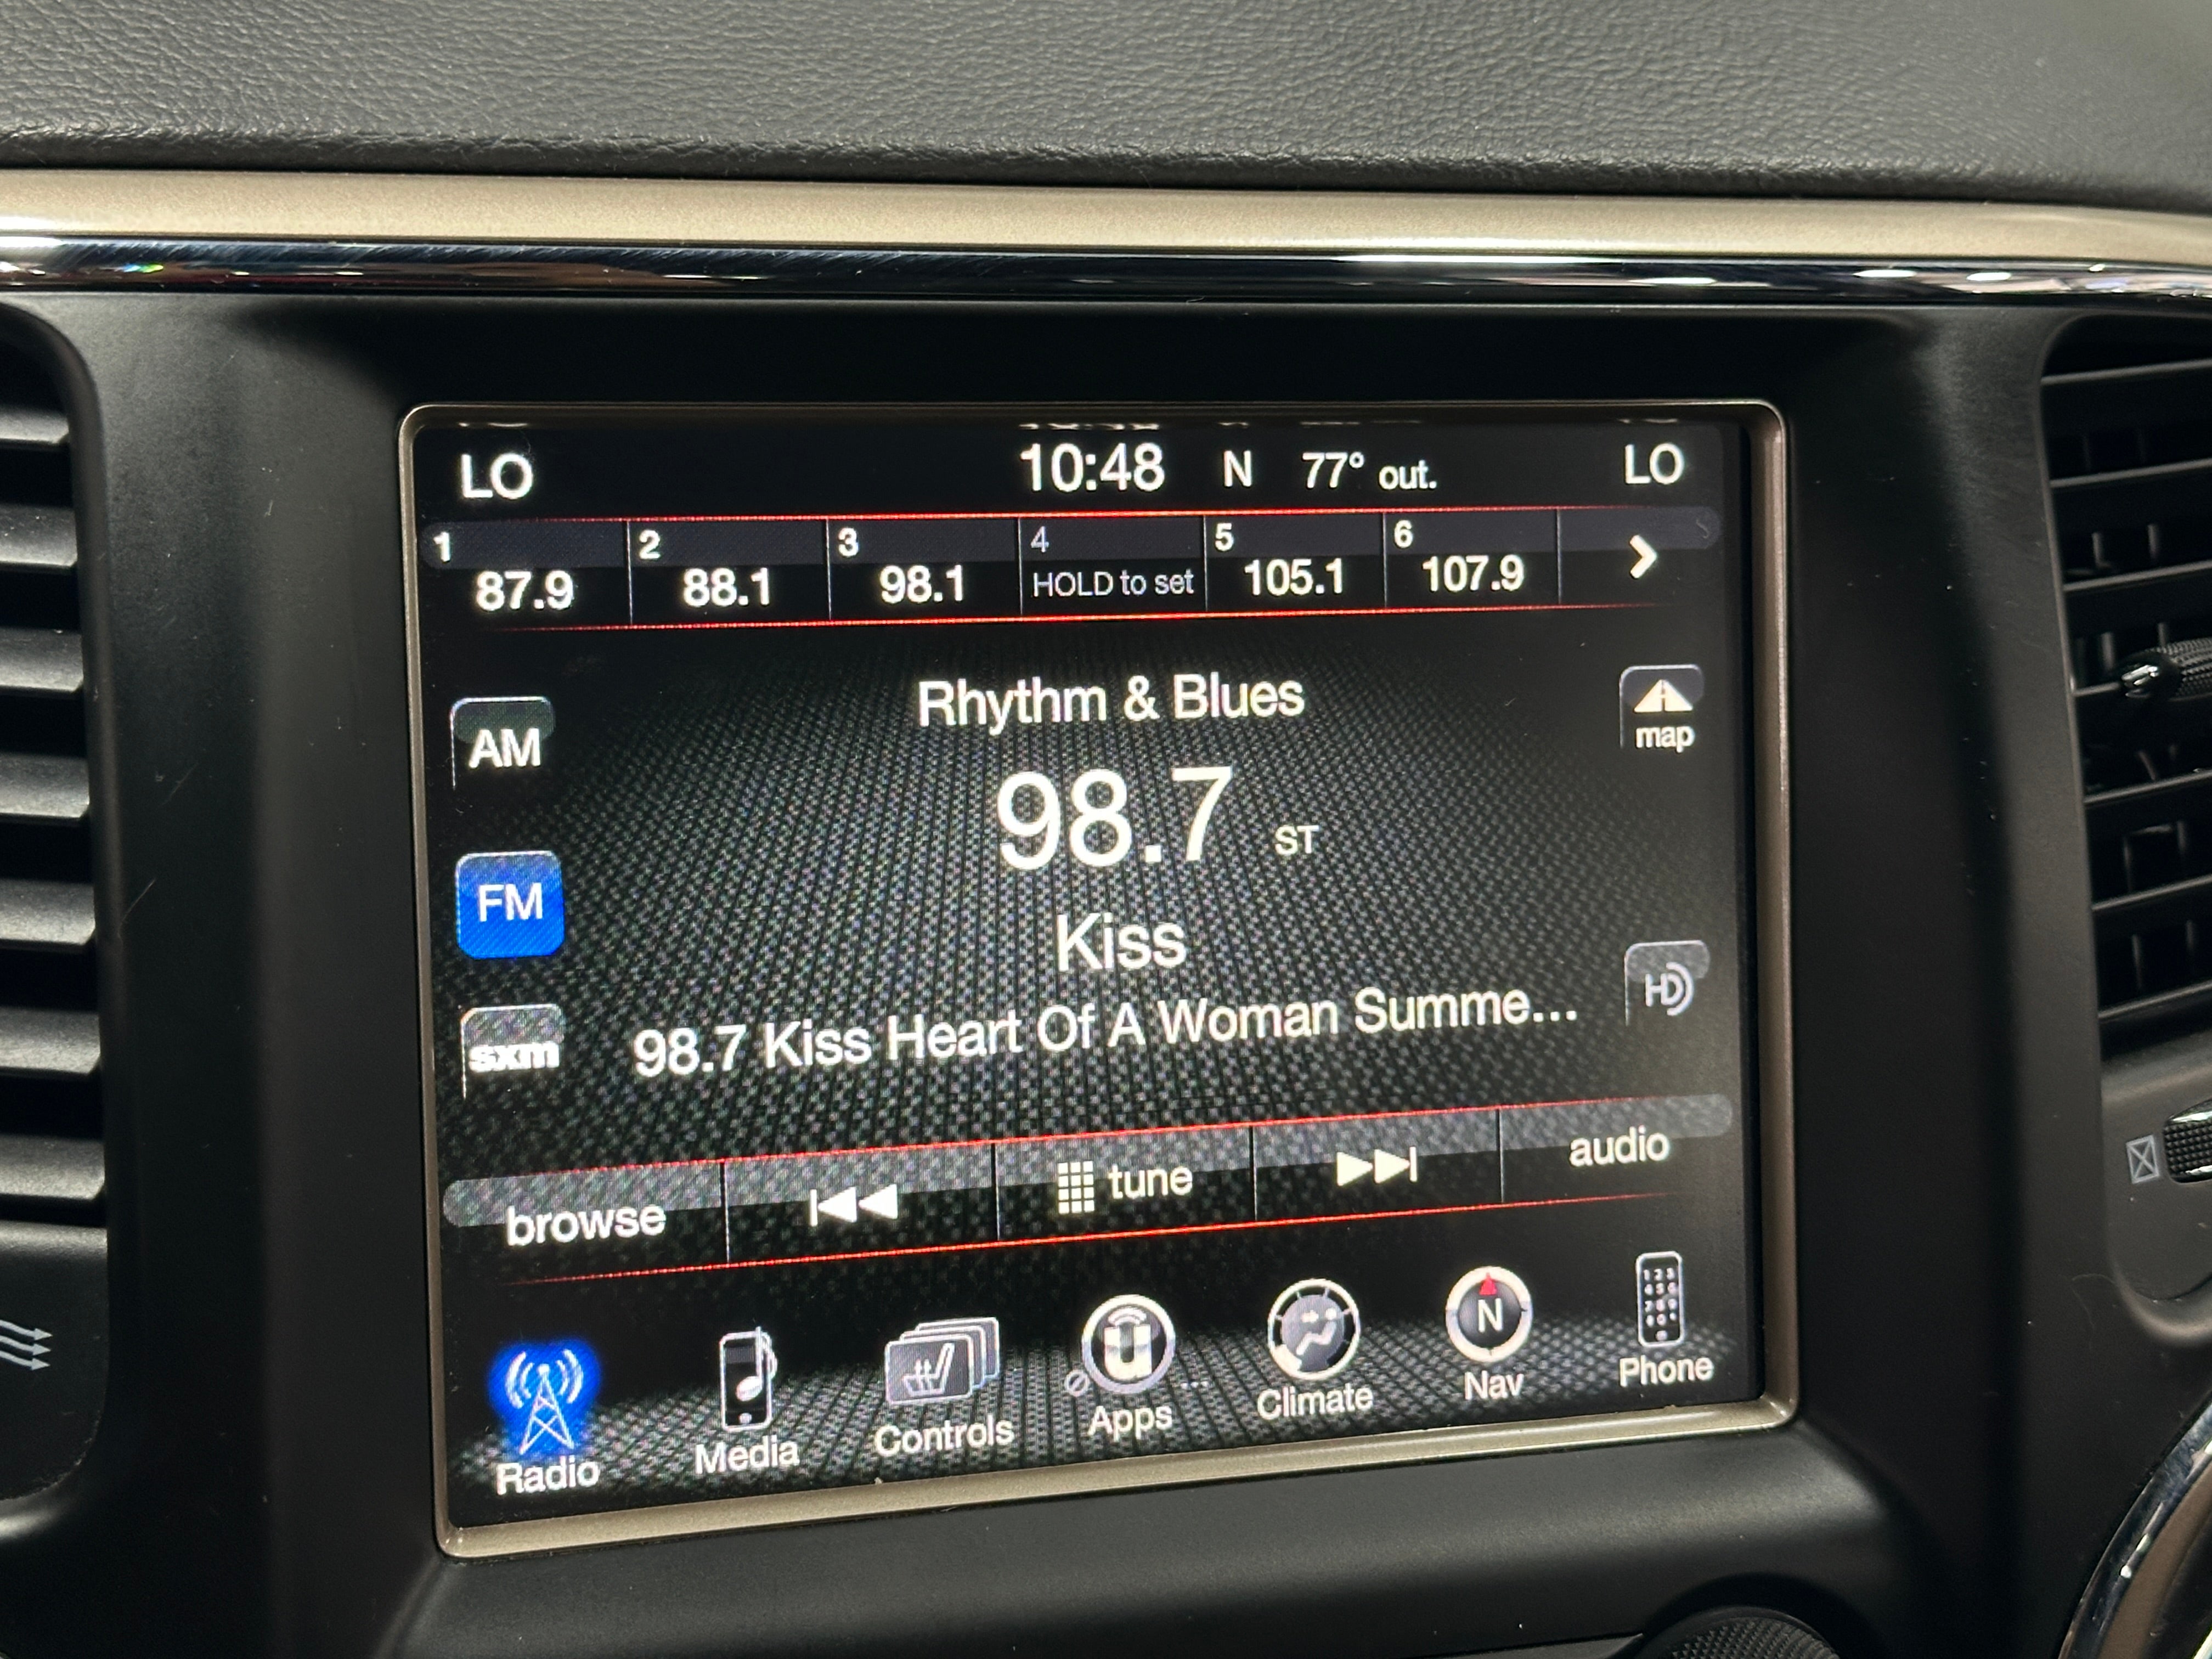 LO 10:48 N 77° out. LO
1 2 3 4 5 6
87.9 88.1 98.1 HOLD to set 105.1 107.9
Rhythm & Blues
AM
map
98.7 ST
FM
Kiss
HD
sxm
98.7 Kiss Heart Of A Woman Summe...
browse tune audio
N
Radio Media Controls Apps Climate Nav Phone